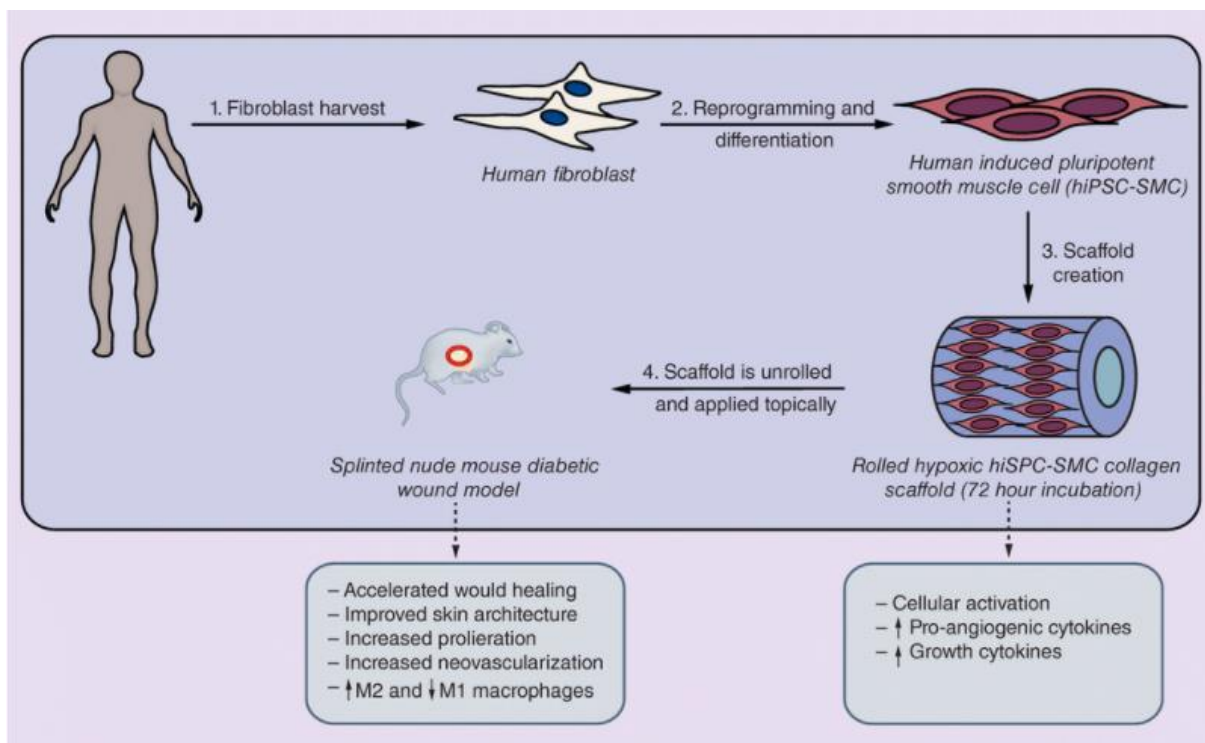 1. Fibroblast harvest
Human fibroblast
2. Reprogramming and
differentiation
Human induced pluripotent
smooth muscle cell (hiPSC-SMC)
3. Scaffold
creation
Rolled hypoxic hiSPC-SMC collagen
scaffold (72 hour incubation)
4. Scaffold is unrolled
and applied topically
Splinted nude mouse diabetic
wound model
– Accelerated would healing
– Improved skin architecture
– Increased prolieration
– Increased neovascularization
– ↑M2 and ↓M1 macrophages
– Cellular activation
– ↑ Pro-angiogenic cytokines
– ↑ Growth cytokines